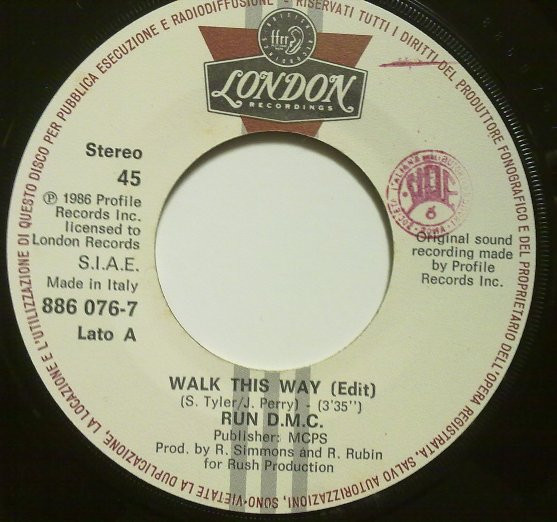 E RADIODIFFUSIONE - RISERVATI TUTTI I DIRITTI DEL PRODUTTORE FONOGRAFICO E DEL PROPRIETARIO DELL'OPERA REGISTRATA. SALVO AUTORIZZAZIONI, SONO VIETATE LA DUPLICAZIONE, LA LOCAZIONE E L'UTILIZZAZIONE DI QUESTO DISCO PER PUBBLICA ESECUZIONE
ffrr
LONDON
RECORDINGS
Stereo
45
℗ 1986 Profile
Records Inc.
licensed to
London Records
S.I.A.E.
Made in Italy
886 076-7
Lato A
6
Original sound
recording made
by Profile
Records Inc.
WALK THIS WAY (Edit)
(S. Tyler/J. Perry) - (3'35'')
RUN D.M.C.
Publisher: MCPS
Prod. by R. Simmons and R. Rubin
for Rush Production